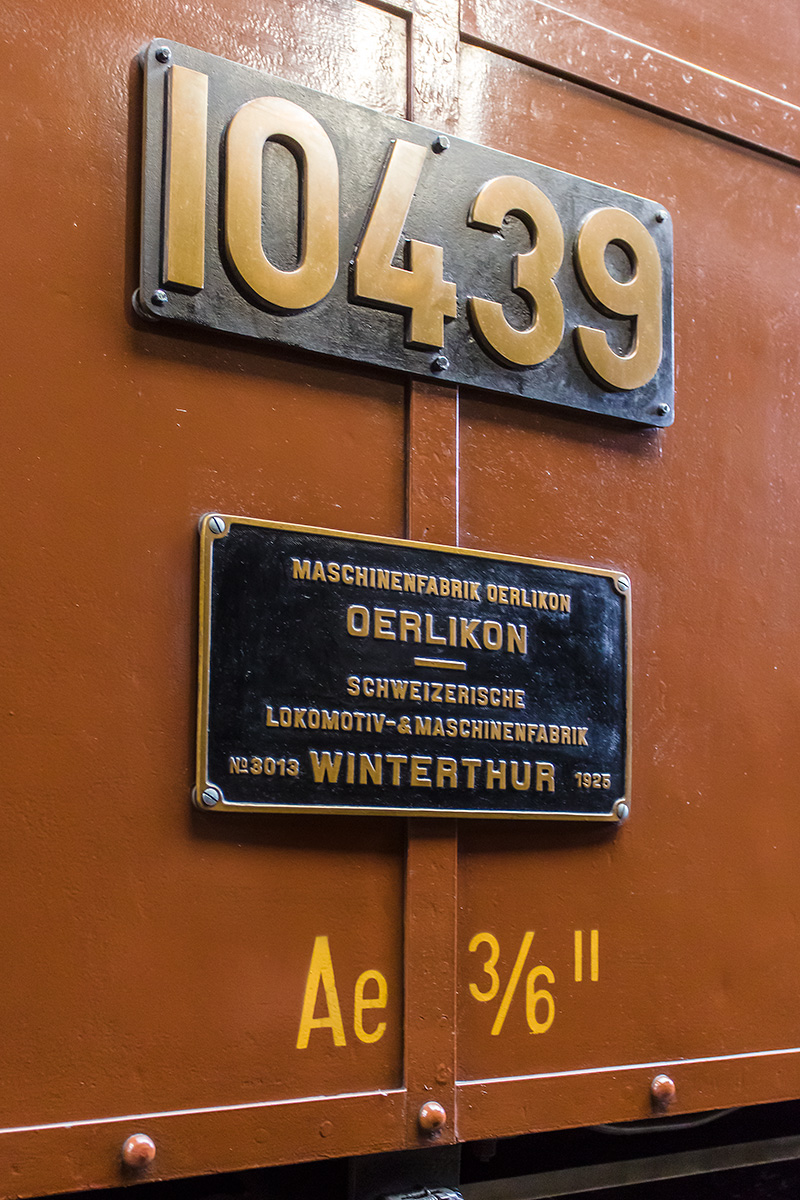 10439
MASCHINENFABRIK OERLIKON
OERLIKON
SCHWEIZERISCHE
LOKOMOTIV-&MASCHINENFABRIK
№3013 WINTERTHUR 1925
Ae 3/6 II